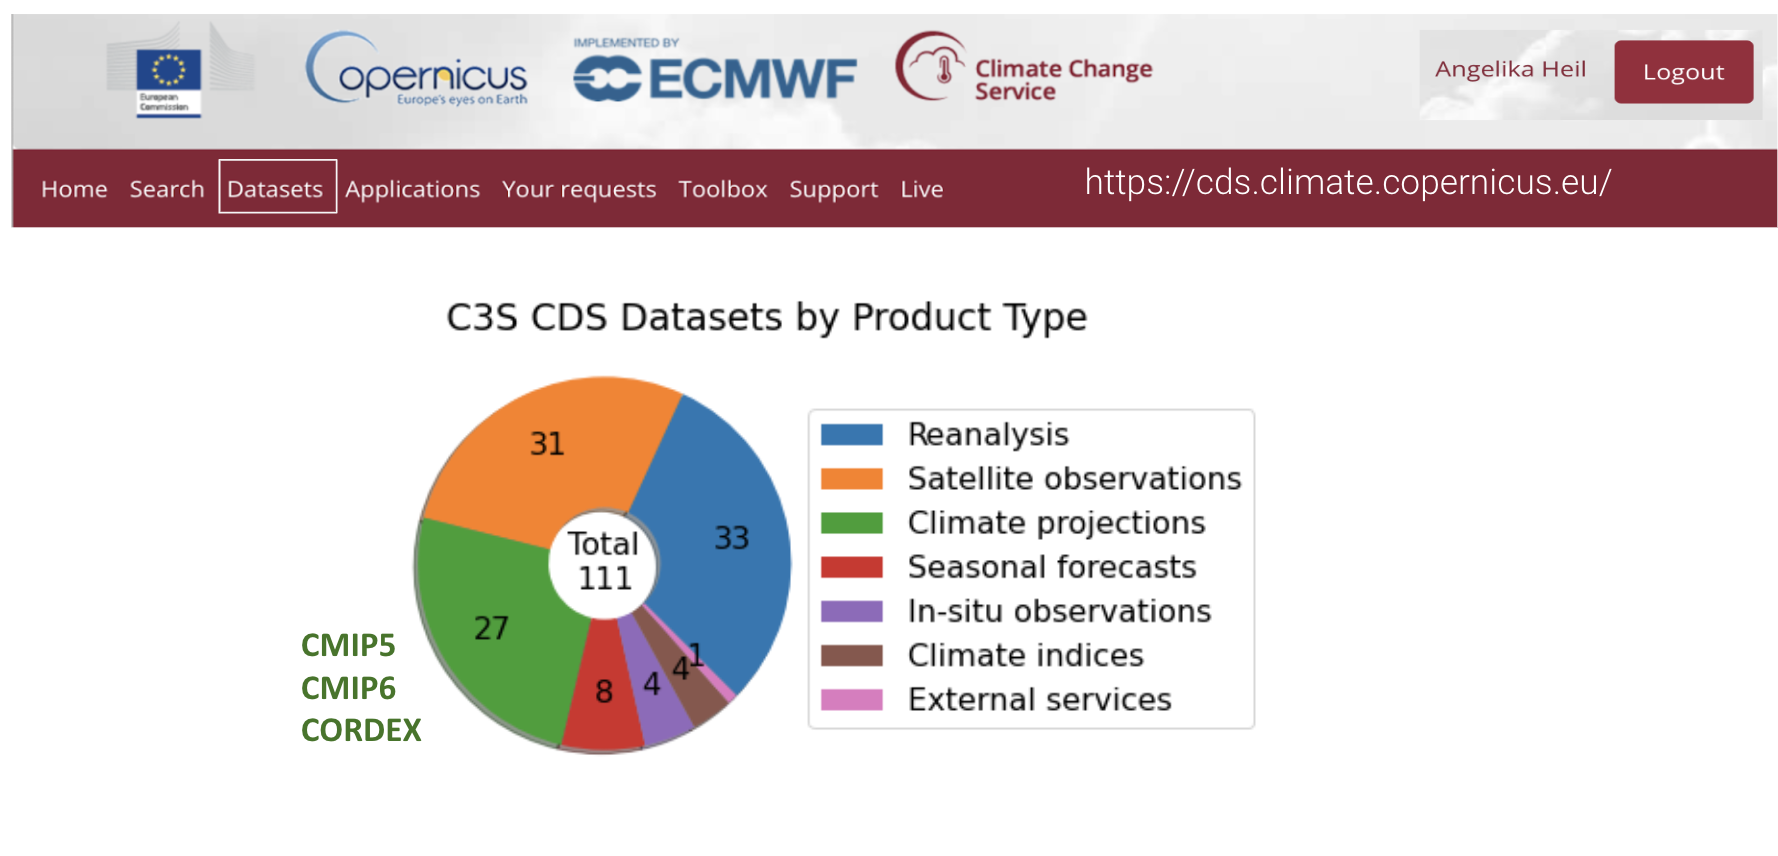 European
Commission
Copernicus
Europe's eyes on Earth
IMPLEMENTED BY
ECMWF
Climate Change
Service
Angelika Heil
Logout
Home Search Datasets Applications Your requests Toolbox Support Live
https://cds.climate.copernicus.eu/
C3S CDS Datasets by Product Type
31
33
Total
111
27
8
4
4
1
CMIP5
CMIP6
CORDEX
Reanalysis
Satellite observations
Climate projections
Seasonal forecasts
In-situ observations
Climate indices
External services